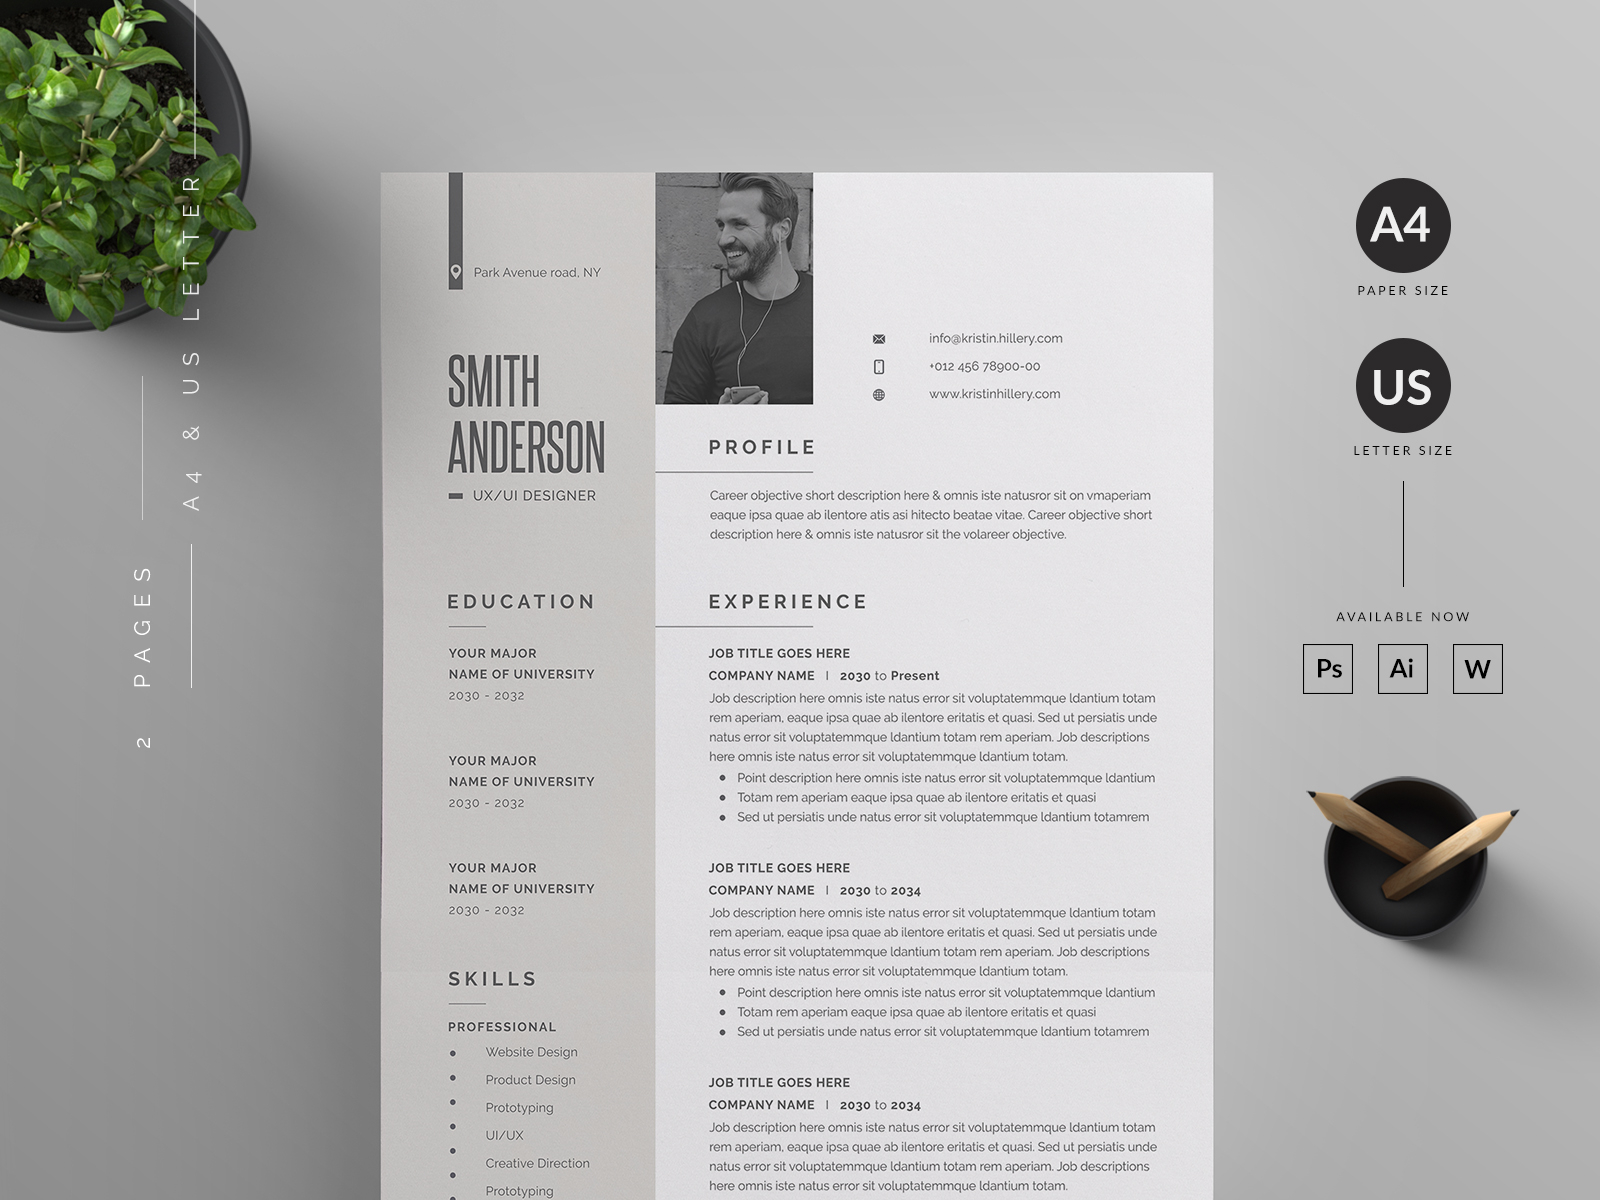 A4 & US LETTER
2 PAGES
Park Avenue road, NY
SMITH
ANDERSON
UX/UI DESIGNER
info@kristin.hillery.com
+012 456 78900-00
www.kristinhillery.com
PROFILE
Career objective short description here & omnis iste natusror sit on vmaperiam
eaque ipsa quae ab ilentore atis asi hitecto beatae vitae. Career objective short
description here & omnis iste natusror sit the volareer objective.
EDUCATION
YOUR MAJOR
NAME OF UNIVERSITY
2030 - 2032
YOUR MAJOR
NAME OF UNIVERSITY
2030 - 2032
YOUR MAJOR
NAME OF UNIVERSITY
2030 - 2032
SKILLS
PROFESSIONAL
Website Design
Product Design
Prototyping
UI/UX
Creative Direction
Prototyping
EXPERIENCE
JOB TITLE GOES HERE
COMPANY NAME | 2030 to Present
Job description here omnis iste natus error sit voluptatemmque ldantium totam
rem aperiam, eaque ipsa quae ab ilentore eritatis et quasi. Sed ut persiatis unde
natus error sit voluptatemmque ldantium totam rem aperiam. Job descriptions
here omnis iste natus error sit voluptatemmque ldantium totam.
• Point description here omnis iste natus error sit voluptatemmque ldantium
• Totam rem aperiam eaque ipsa quae ab ilentore eritatis et quasi
• Sed ut persiatis unde natus error sit voluptatemmque ldantium totamrem
JOB TITLE GOES HERE
COMPANY NAME | 2030 to 2034
Job description here omnis iste natus error sit voluptatemmque ldantium totam
rem aperiam, eaque ipsa quae ab ilentore eritatis et quasi. Sed ut persiatis unde
natus error sit voluptatemmque ldantium totam rem aperiam. Job descriptions
here omnis iste natus error sit voluptatemmque ldantium totam.
• Point description here omnis iste natus error sit voluptatemmque ldantium
• Totam rem aperiam eaque ipsa quae ab ilentore eritatis et quasi
• Sed ut persiatis unde natus error sit voluptatemmque ldantium totamrem
JOB TITLE GOES HERE
COMPANY NAME | 2030 to 2034
Job description here omnis iste natus error sit voluptatemmque ldantium totam
rem aperiam, eaque ipsa quae ab ilentore eritatis et quasi. Sed ut persiatis unde
natus error sit voluptatemmque ldantium totam rem aperiam. Job descriptions
here omnis iste natus error sit voluptatemmque ldantium totam.
A4
PAPER SIZE
US
LETTER SIZE
AVAILABLE NOW
Ps Ai W